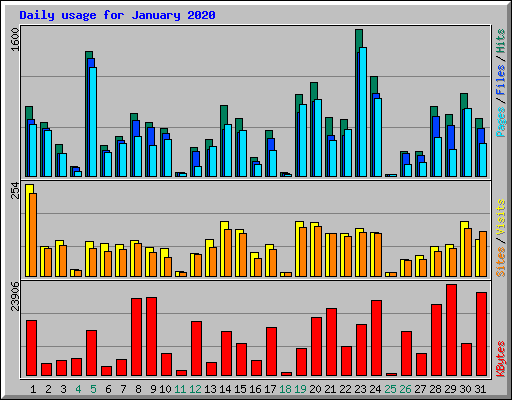 Daily usage for January 2020
1600
Pages / Files / Hits
254
Sites / Visits
23906
KBytes
1 2 3 4 5 6 7 8 9 10 11 12 13 14 15 16 17 18 19 20 21 22 23 24 25 26 27 28 29 30 31